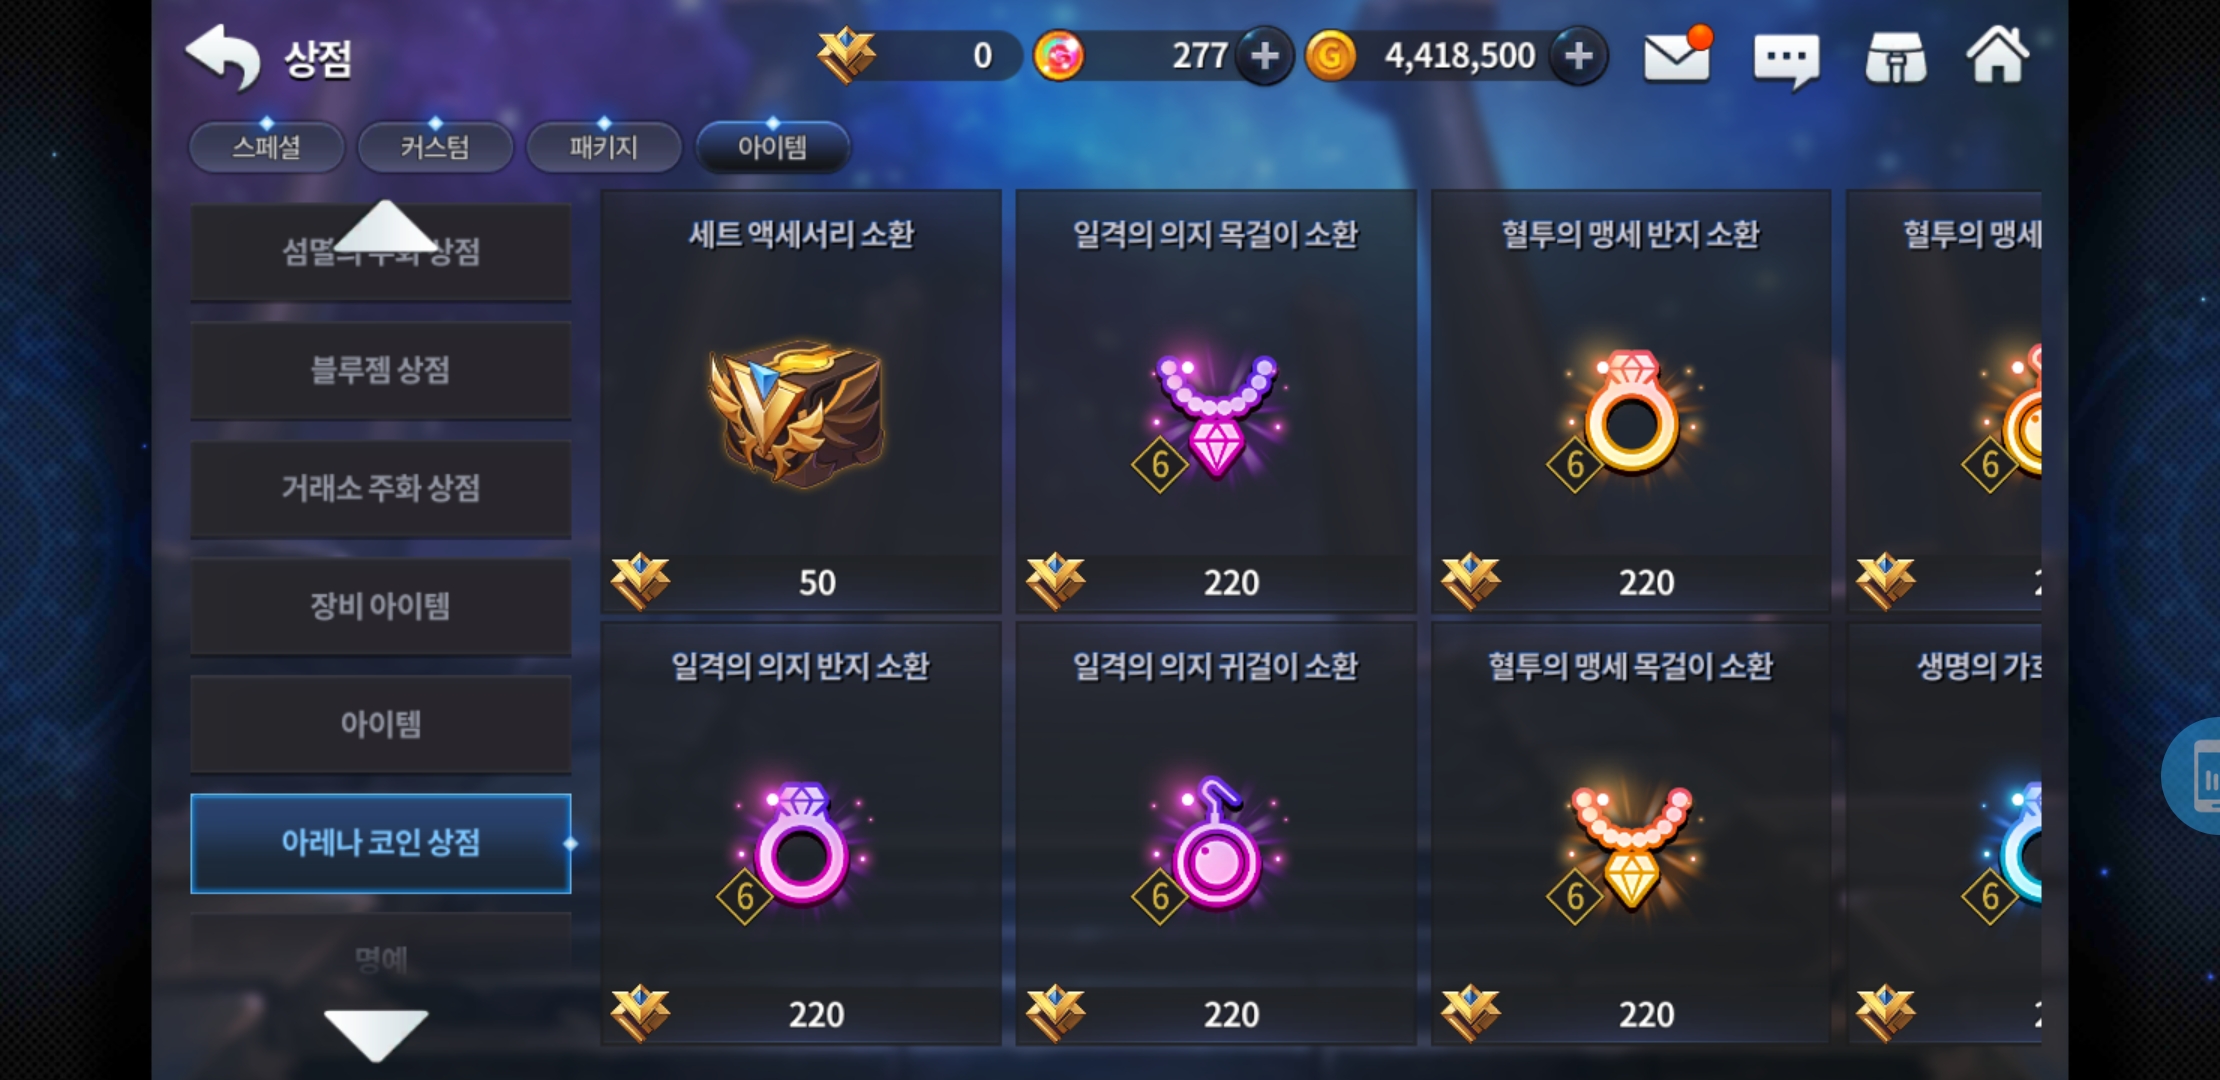 상점
0
277
4,418,500
스페셜
커스텀
패키지
아이템
섬멸의 주화 상점
블루젬 상점
거래소 주화 상점
장비 아이템
아이템
아레나 코인 상점
명예
세트 액세서리 소환
50
일격의 의지 목걸이 소환
6
220
혈투의 맹세 반지 소환
6
220
혈투의 맹세
6
일격의 의지 반지 소환
6
220
일격의 의지 귀걸이 소환
6
220
혈투의 맹세 목걸이 소환
6
220
생명의
6